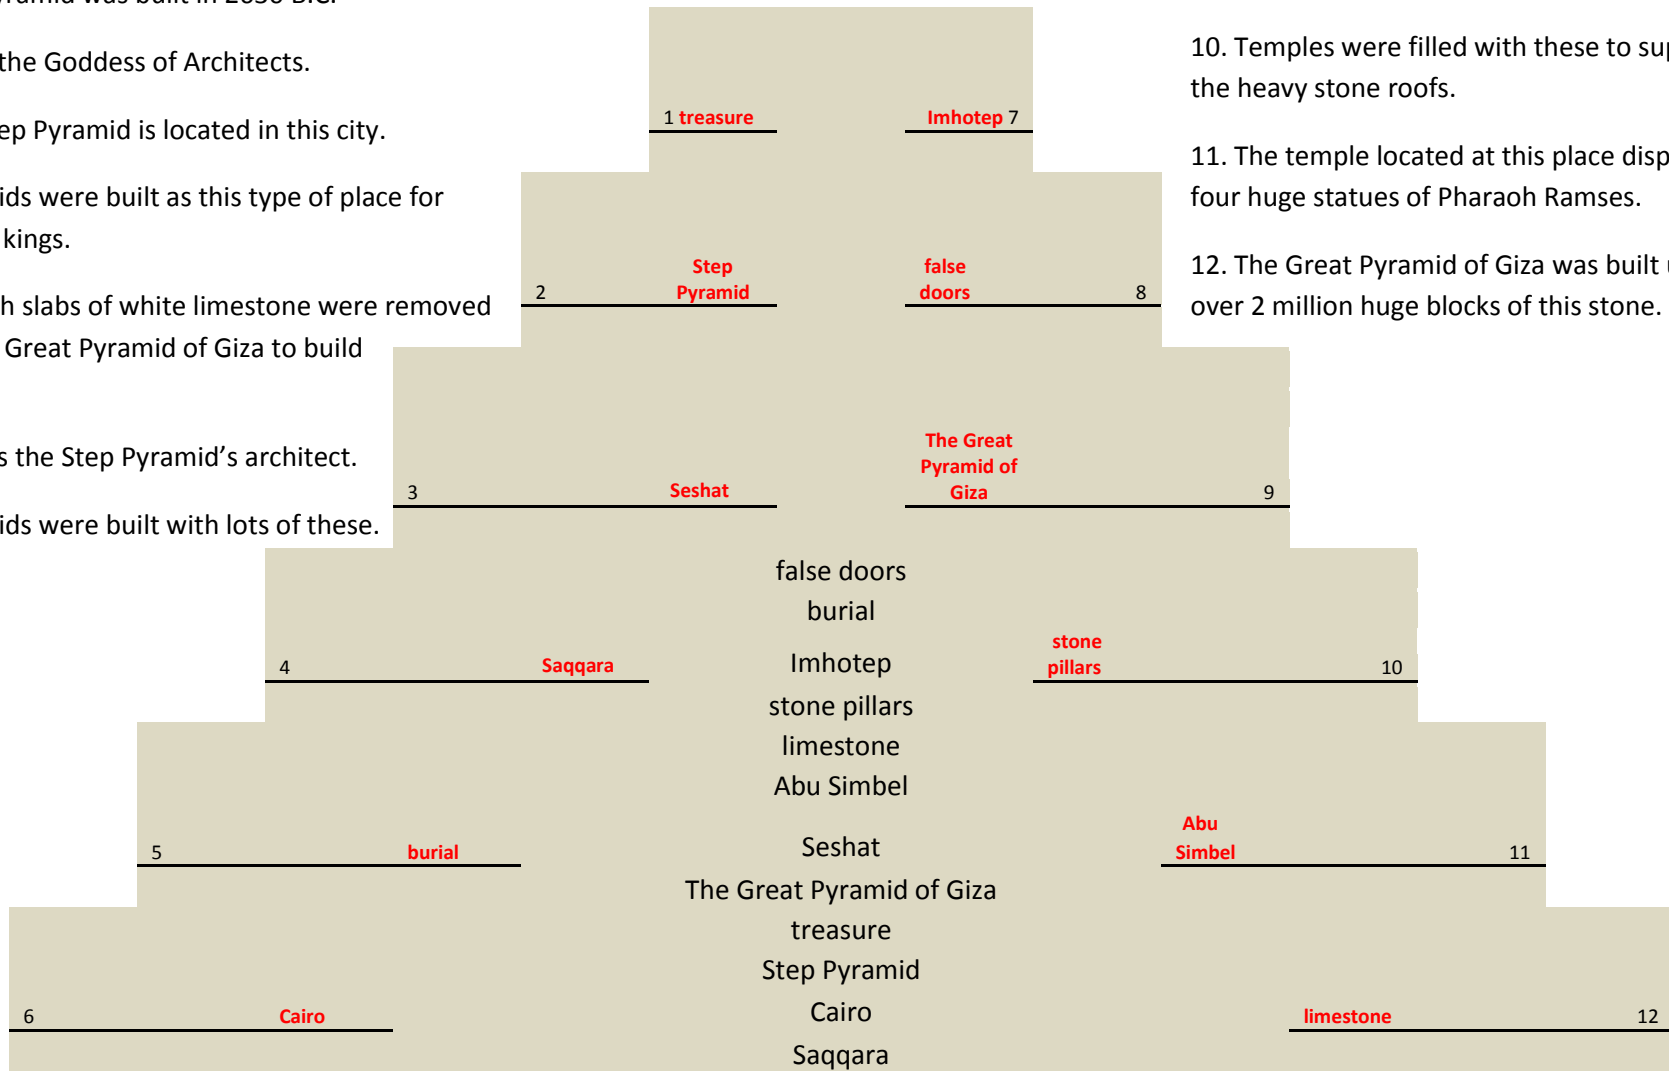 yramid was built in 2630 B.C.
the Goddess of Architects.
ep Pyramid is located in this city.
ids were built as this type of place for
kings.
h slabs of white limestone were removed
Great Pyramid of Giza to build
s the Step Pyramid’s architect.
ids were built with lots of these.
10. Temples were filled with these to sup
the heavy stone roofs.
11. The temple located at this place disp
four huge statues of Pharaoh Ramses.
12. The Great Pyramid of Giza was built u
over 2 million huge blocks of this stone.
1 treasure
Imhotep 7
2 Step
Pyramid
false
doors 8
3 Seshat
The Great
Pyramid of
Giza 9
4 Saqqara
stone
pillars 10
5 burial
Abu
Simbel 11
6 Cairo
limestone 12
false doors
burial
Imhotep
stone pillars
limestone
Abu Simbel
Seshat
The Great Pyramid of Giza
treasure
Step Pyramid
Cairo
Saqqara